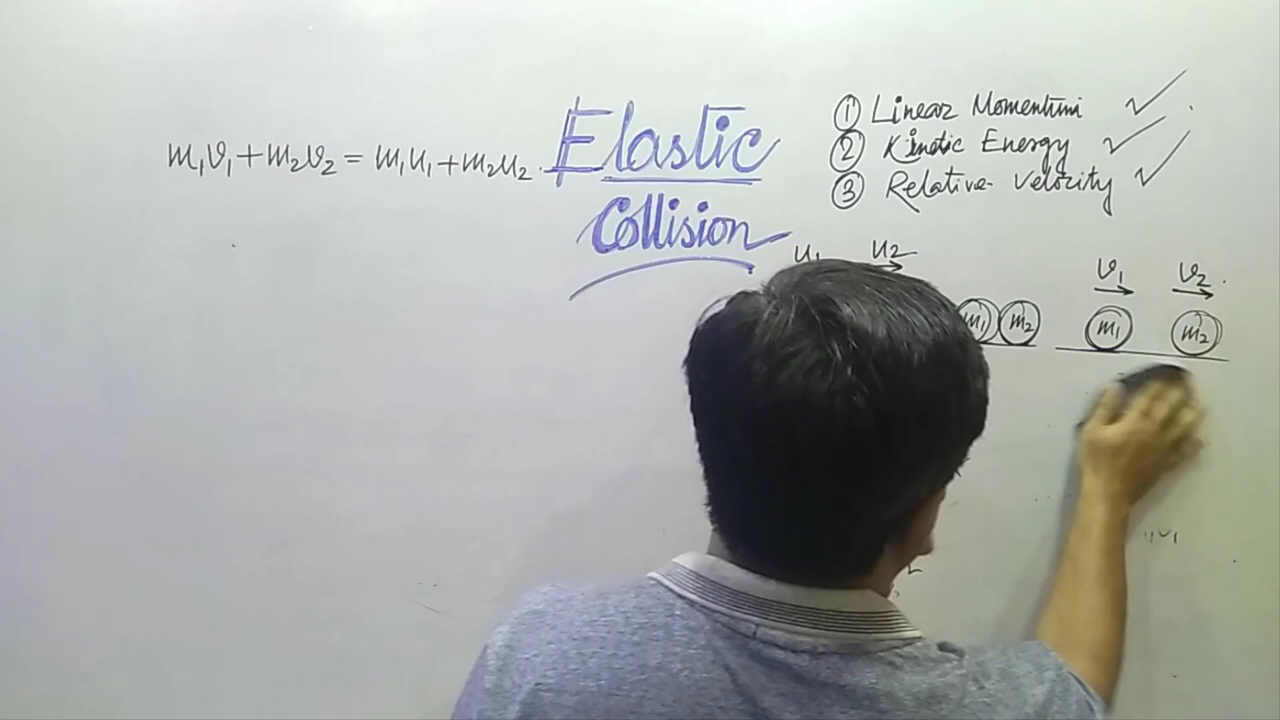 m₁v₁+m₂v₂ = m₁u₁+m₂u₂.
Elastic
Collision
① Linear Momentum ✓
② Kinetic Energy ✓
③ Relative Velocity ✓
u₁ u₂
v₁ v₂
m₁ m₂ m₁ m₂